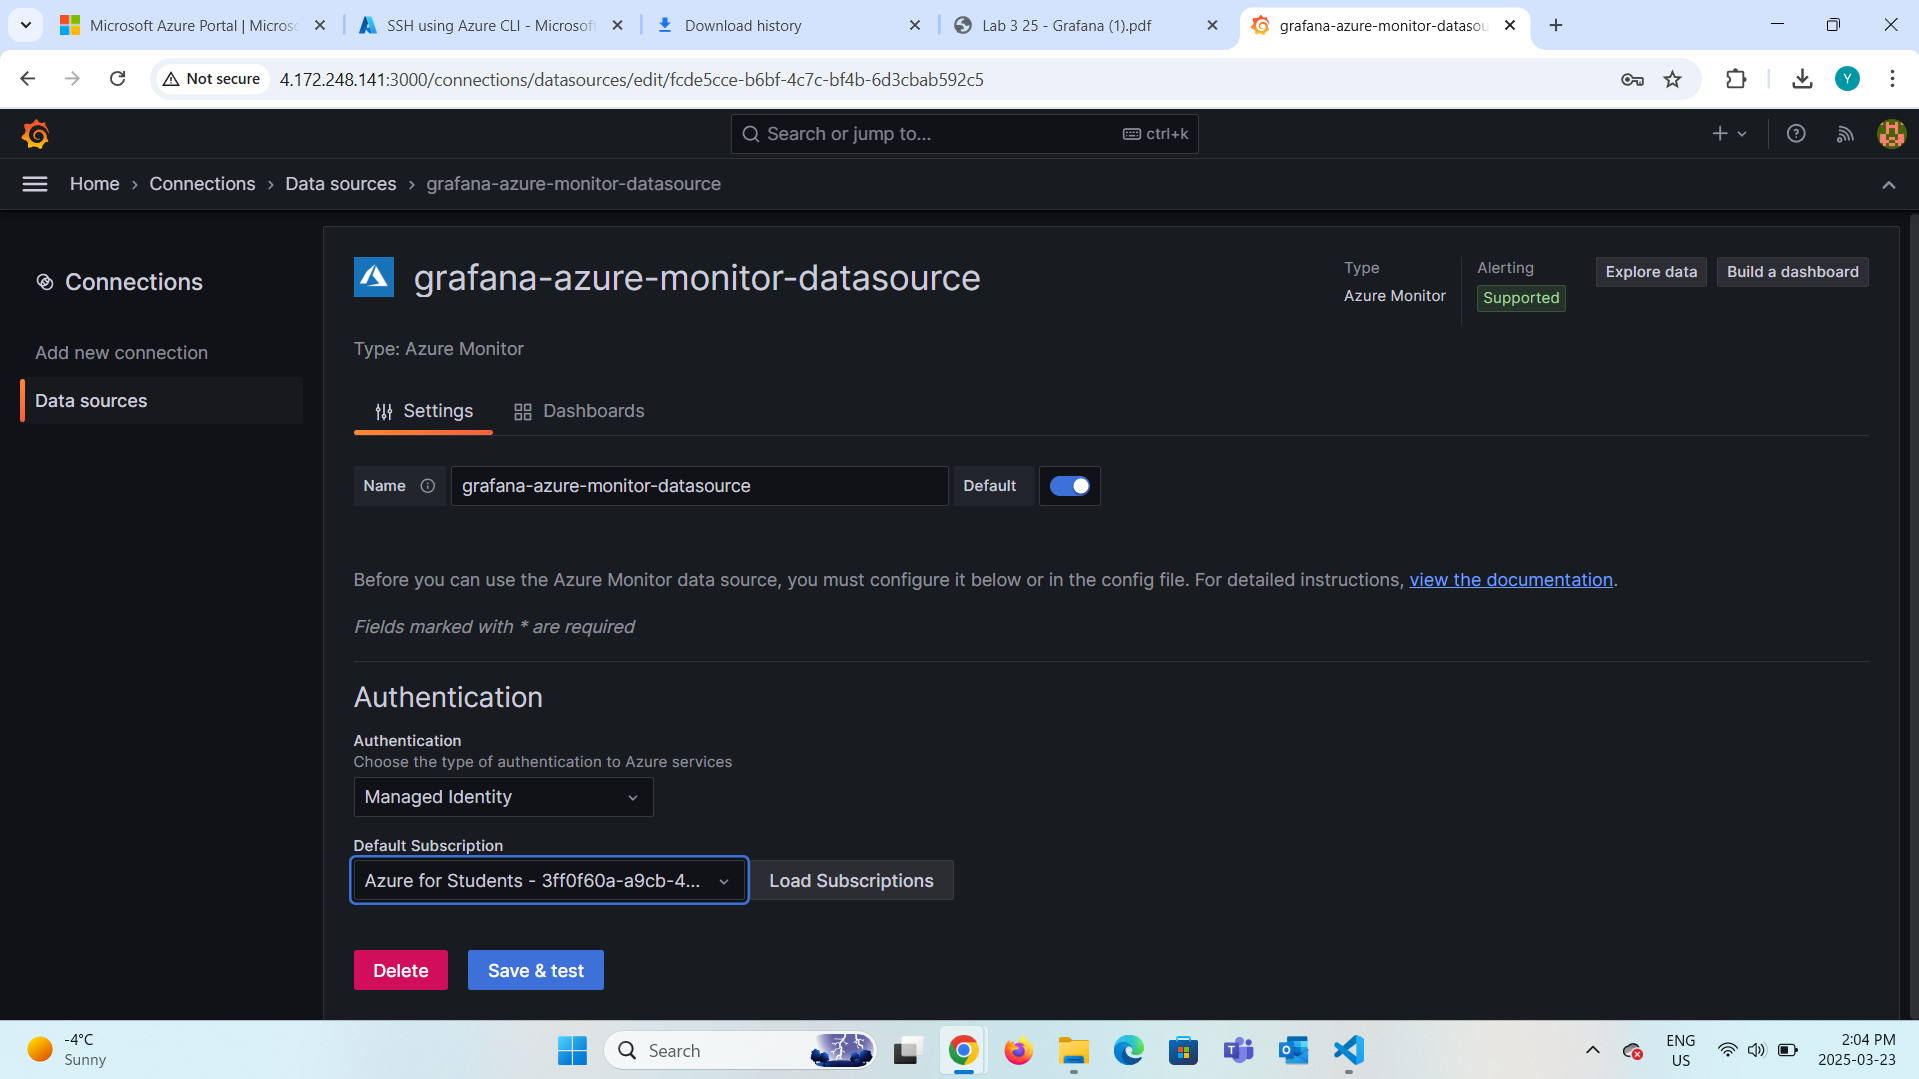 Microsoft Azure Portal | Micros
SSH using Azure CLI - Microsoft
Download history
Lab 3 25 - Grafana (1).pdf
grafana-azure-monitor-datasou
Not secure
4.172.248.141:3000/connections/datasources/edit/fcde5cce-b6bf-4c7c-bf4b-6d3cbab592c5
Y
Search or jump to...
ctrl+k
Home › Connections › Data sources › grafana-azure-monitor-datasource
Connections
Add new connection
Data sources
grafana-azure-monitor-datasource
Type
Azure Monitor
Alerting
Supported
Explore data
Build a dashboard
Type: Azure Monitor
Settings
Dashboards
Name
grafana-azure-monitor-datasource
Default
Before you can use the Azure Monitor data source, you must configure it below or in the config file. For detailed instructions, view the documentation.
Fields marked with * are required
Authentication
Authentication
Choose the type of authentication to Azure services
Managed Identity
Default Subscription
Azure for Students - 3ff0f60a-a9cb-4...
Load Subscriptions
Delete
Save & test
-4°C
Sunny
Search
ENG
US
2:04 PM
2025-03-23